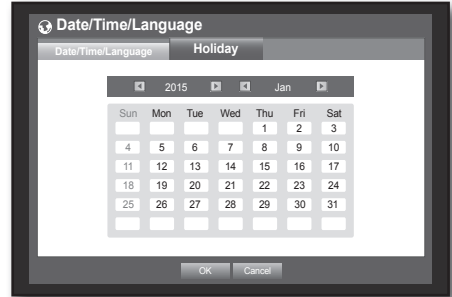 Date/Time/Language
Date/Time/Language Holiday
2015 Jan
Sun Mon Tue Wed Thu Fri Sat
1 2 3
4 5 6 7 8 9 10
11 12 13 14 15 16 17
18 19 20 21 22 23 24
25 26 27 28 29 30 31
OK Cancel